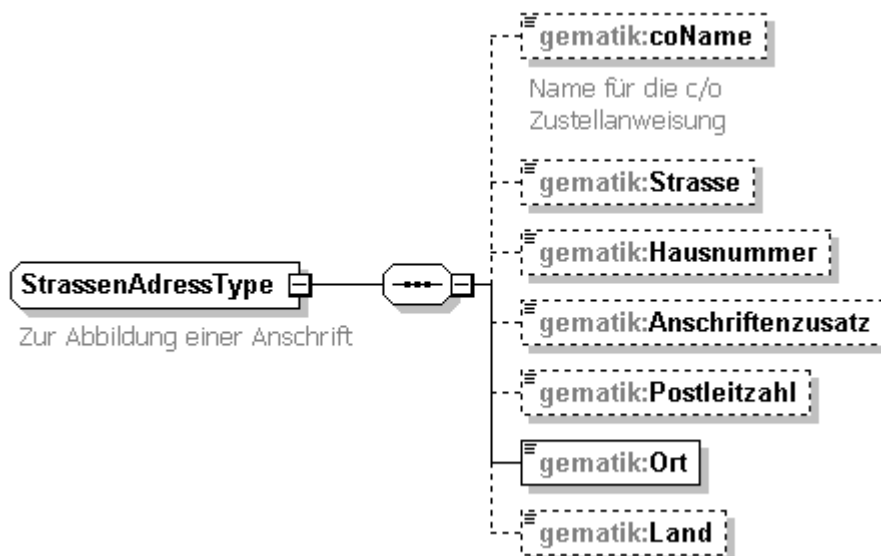 gematik:coName
Name für die c/o
Zustellanweisung
gematik:Strasse
gematik:Hausnummer
StrassenAdressType
Zur Abbildung einer Anschrift
gematik:Anschriftenzusatz
gematik:Postleitzahl
gematik:Ort
gematik:Land